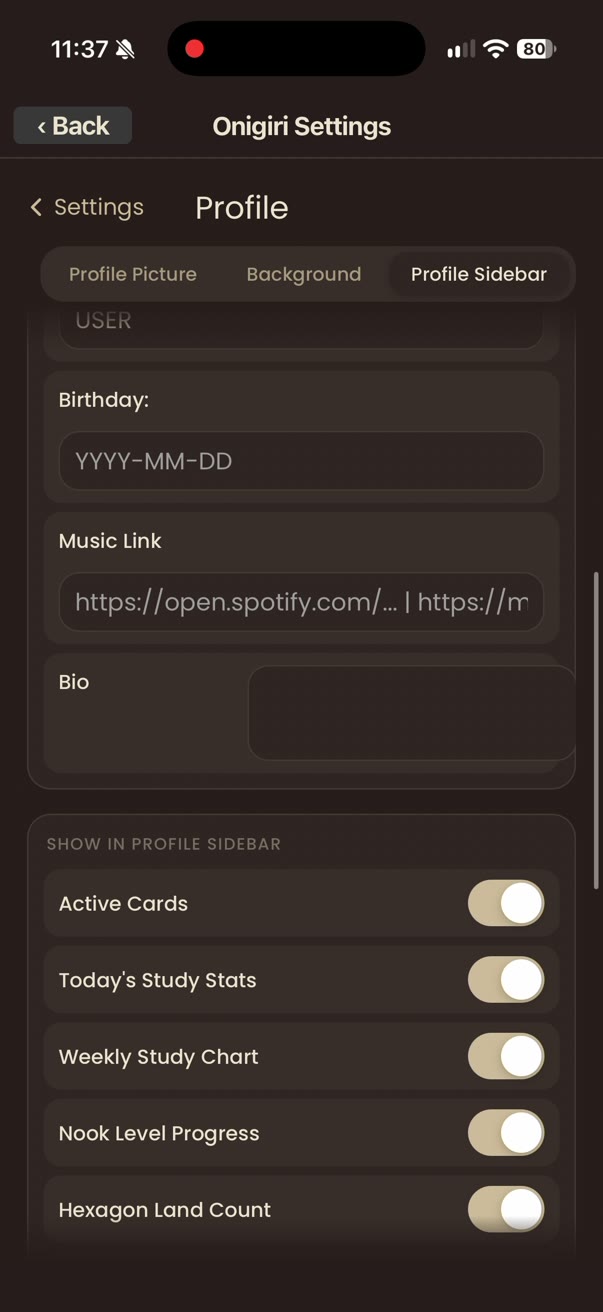 11:37
80
‹ Back
Onigiri Settings
Settings
Profile
Profile Picture
Background
Profile Sidebar
USER
Birthday:
YYYY-MM-DD
Music Link
https://open.spotify.com/... | https://m
Bio
SHOW IN PROFILE SIDEBAR
Active Cards
Today's Study Stats
Weekly Study Chart
Nook Level Progress
Hexagon Land Count